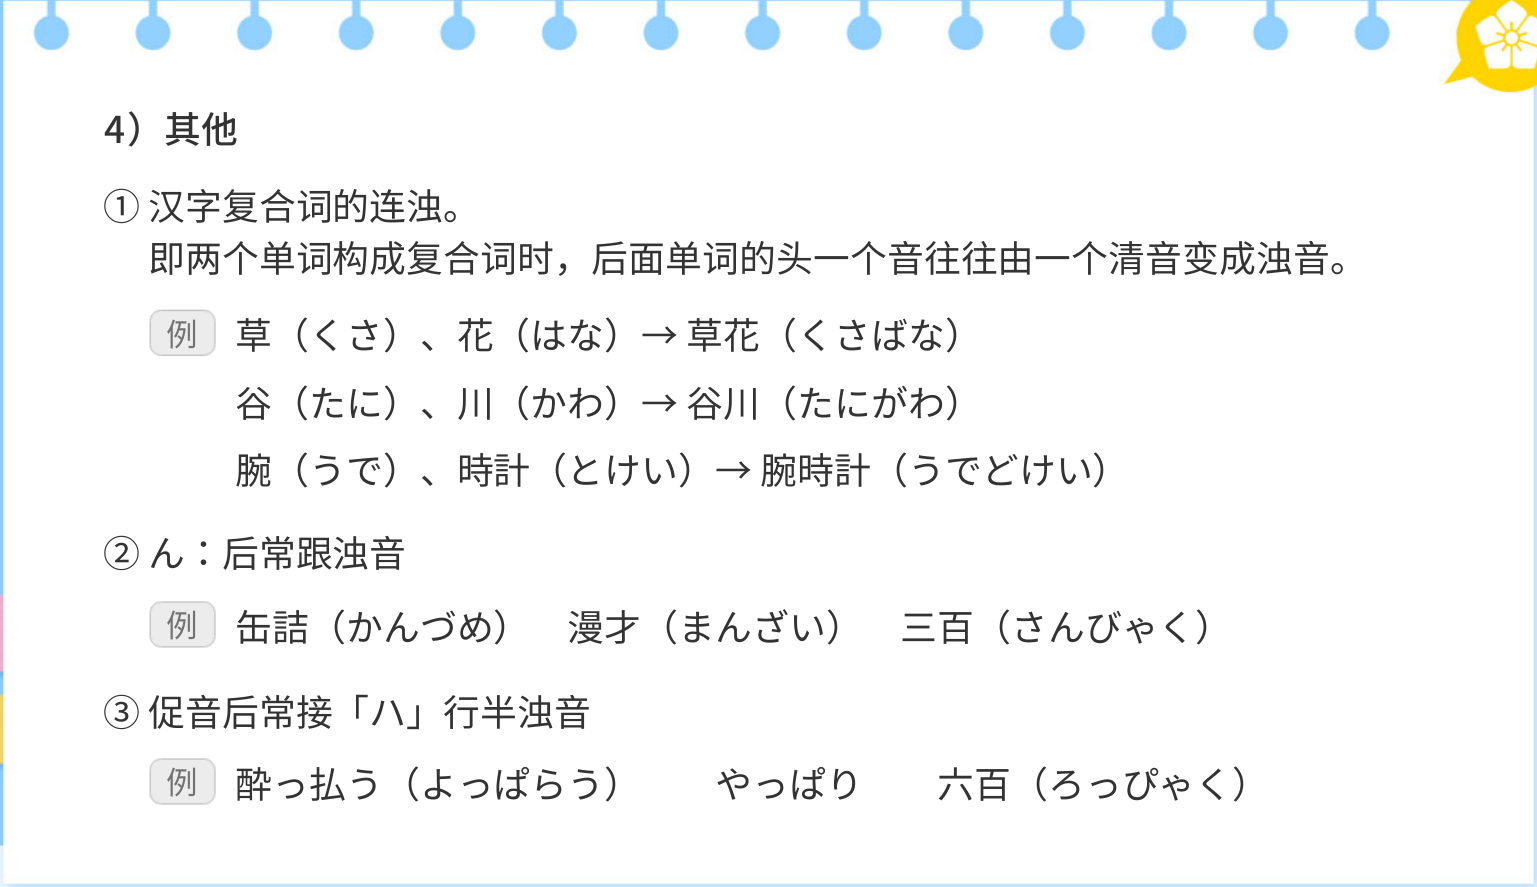 4）其他
① 汉字复合词的连浊。
即两个单词构成复合词时，后面单词的头一个音往往由一个清音变成浊音。
例 草（くさ）、花（はな）→ 草花（くさばな）
谷（たに）、川（かわ）→ 谷川（たにがわ）
腕（うで）、時計（とけい）→ 腕時計（うでどけい）
② ん：后常跟浊音
例 缶詰（かんづめ） 漫才（まんざい） 三百（さんびゃく）
③ 促音后常接「ハ」行半浊音
例 酔っ払う（よっぱらう） やっぱり 六百（ろっぴゃく）